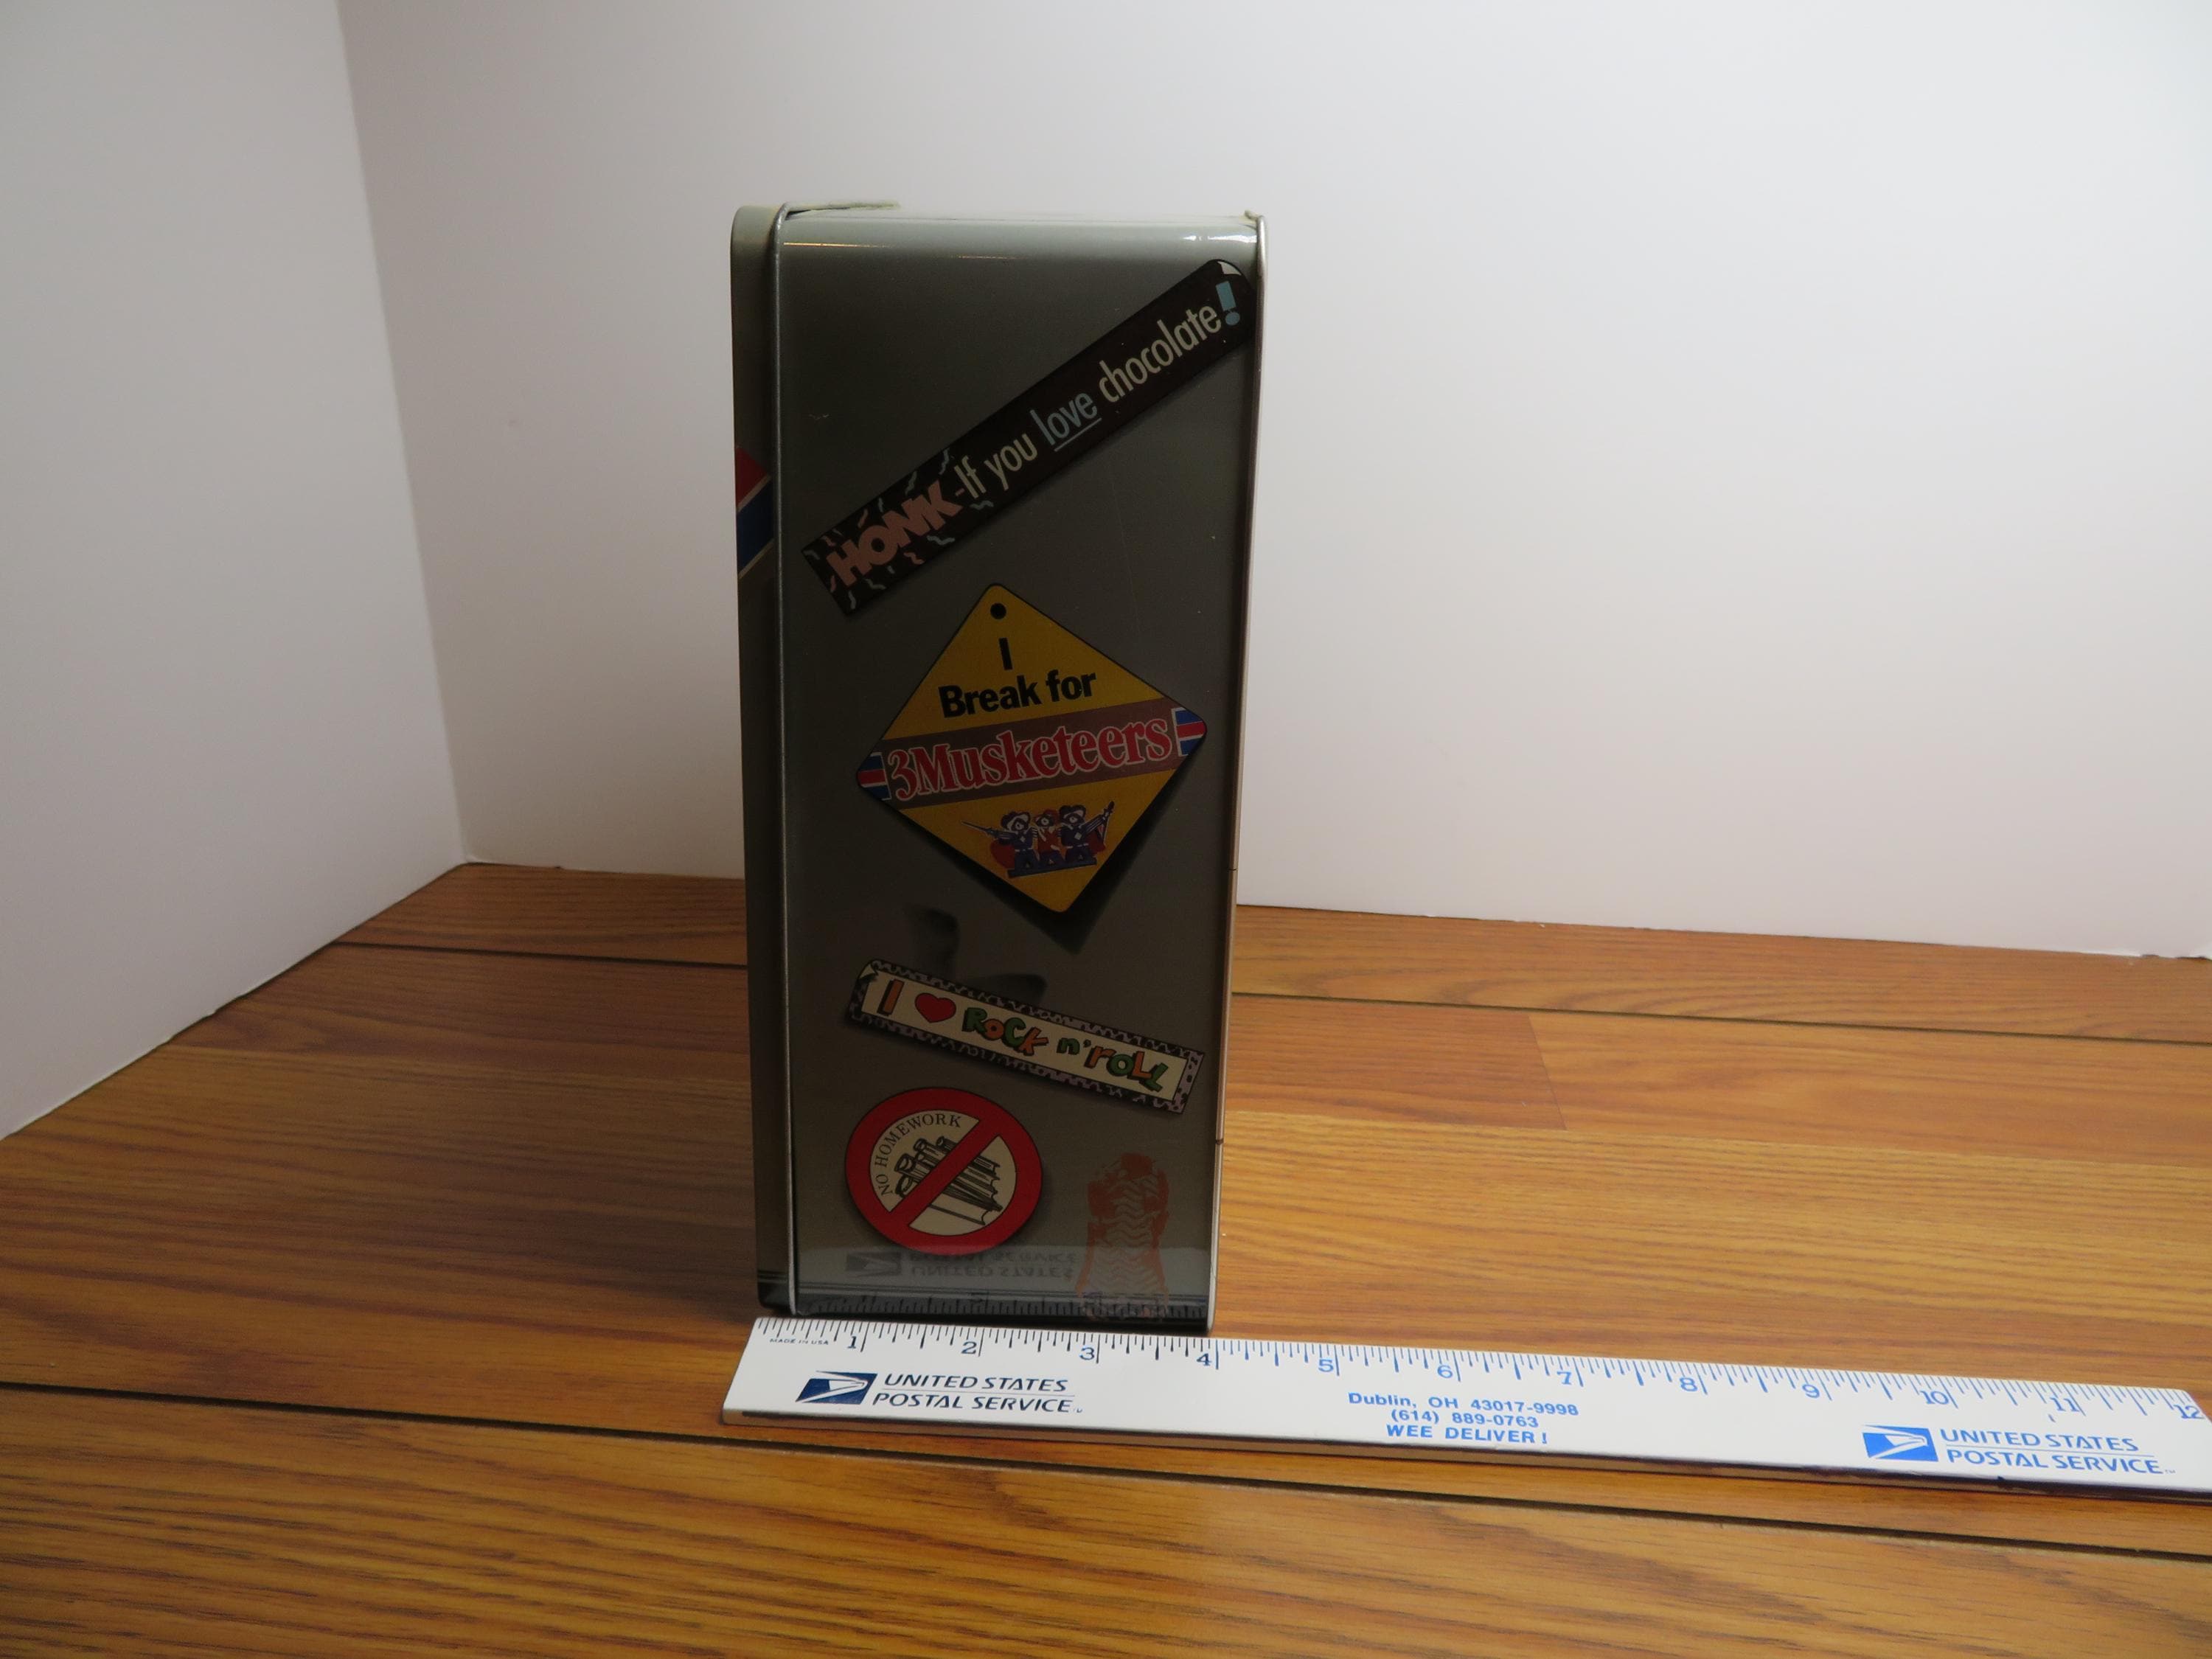 HONK-If you love chocolate!
I
Break for
3Musketeers
I ❤ ROCK n' roLL
NO HOMEWORK
MADE IN USA
1 2 3 4 5 6 7 8 9 10 11 12
UNITED STATES
POSTAL SERVICE
Dublin, OH 43017-9998
(614) 889-0763
WEE DELIVER!
UNITED STATES
POSTAL SERVICE